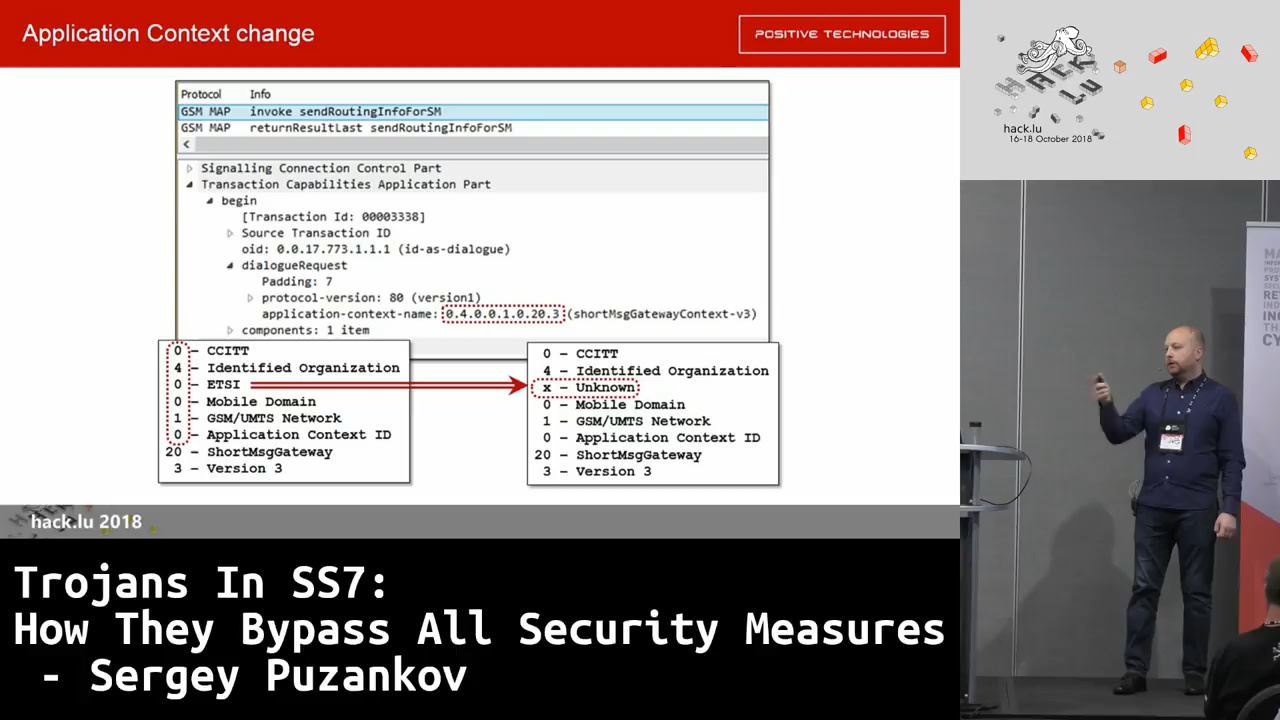 Application Context change
POSITIVE TECHNOLOGIES
Protocol Info
GSM MAP invoke sendRoutingInfoForSM
GSM MAP returnResultLast sendRoutingInfoForSM
<
Signalling Connection Control Part
Transaction Capabilities Application Part
begin
[Transaction Id: 00003338]
Source Transaction ID
oid: 0.0.17.773.1.1.1 (id-as-dialogue)
dialogueRequest
Padding: 7
protocol-version: 80 (version1)
application-context-name: 0.4.0.0.1.0.20.3 (shortMsgGatewayContext-v3)
components: 1 item
0 – CCITT
4 – Identified Organization
0 – ETSI
0 – Mobile Domain
1 – GSM/UMTS Network
0 – Application Context ID
20 – ShortMsgGateway
3 – Version 3
0 – CCITT
4 – Identified Organization
x – Unknown
0 – Mobile Domain
1 – GSM/UMTS Network
0 – Application Context ID
20 – ShortMsgGateway
3 – Version 3
hack.lu 2018
HACK
LU
hack.lu
16-18 October 2018
Trojans In SS7:
How They Bypass All Security Measures
- Sergey Puzankov